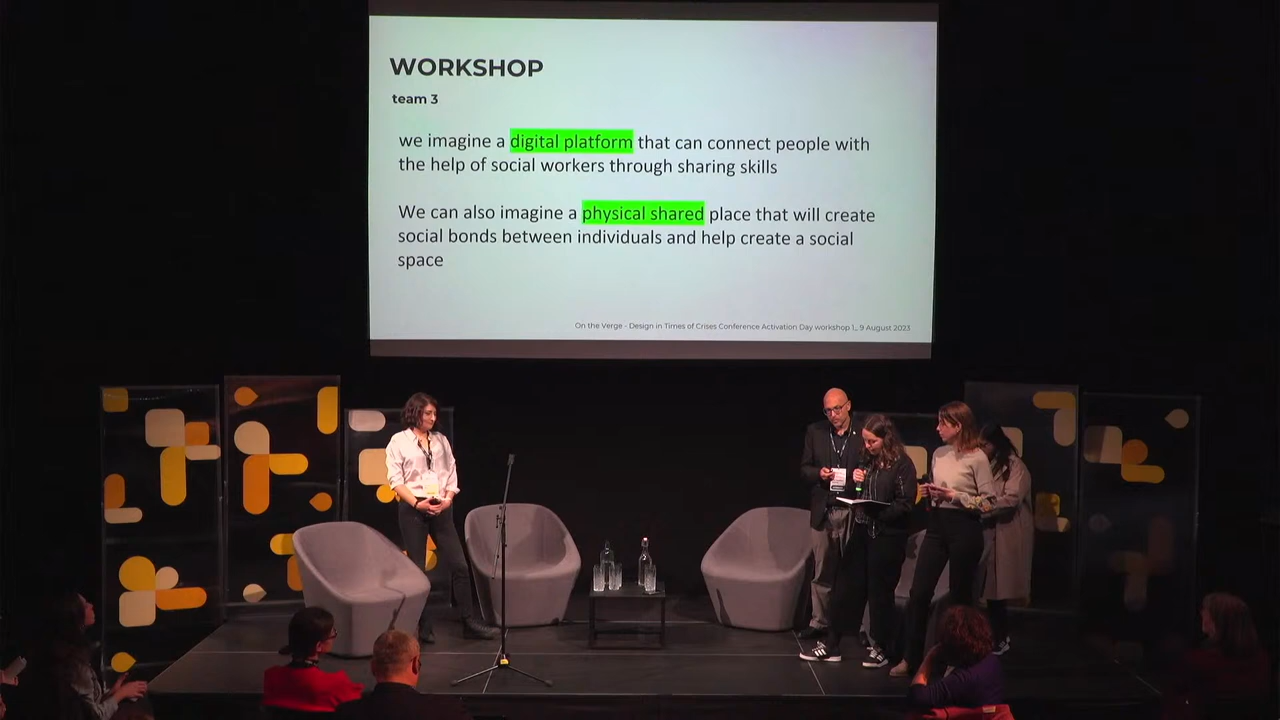 WORKSHOP
team 3
we imagine a digital platform that can connect people with
the help of social workers through sharing skills
We can also imagine a physical shared place that will create
social bonds between individuals and help create a social
space
On the Verge - Design in Times of Crises Conference Activation Day workshop 1_ 9 August 2023